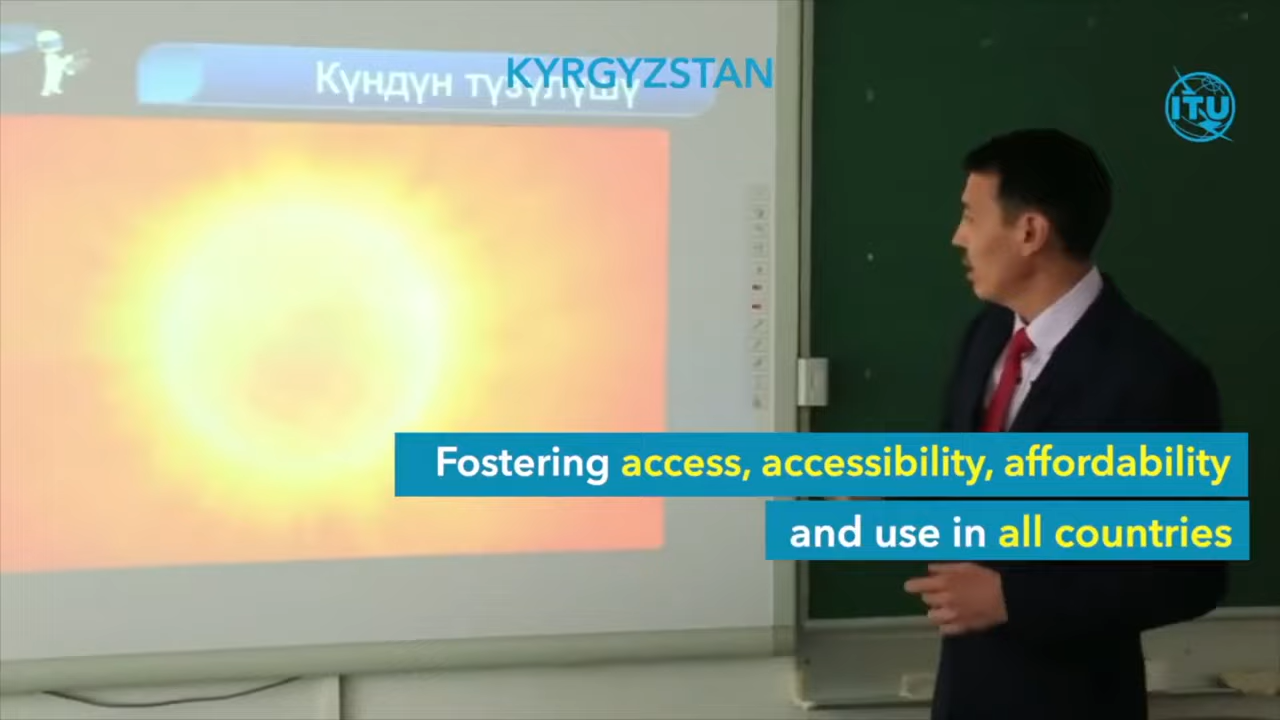 KYRGYZSTAN
Күндүн түзүлүшү
ITU
Fostering access, accessibility, affordability
and use in all countries